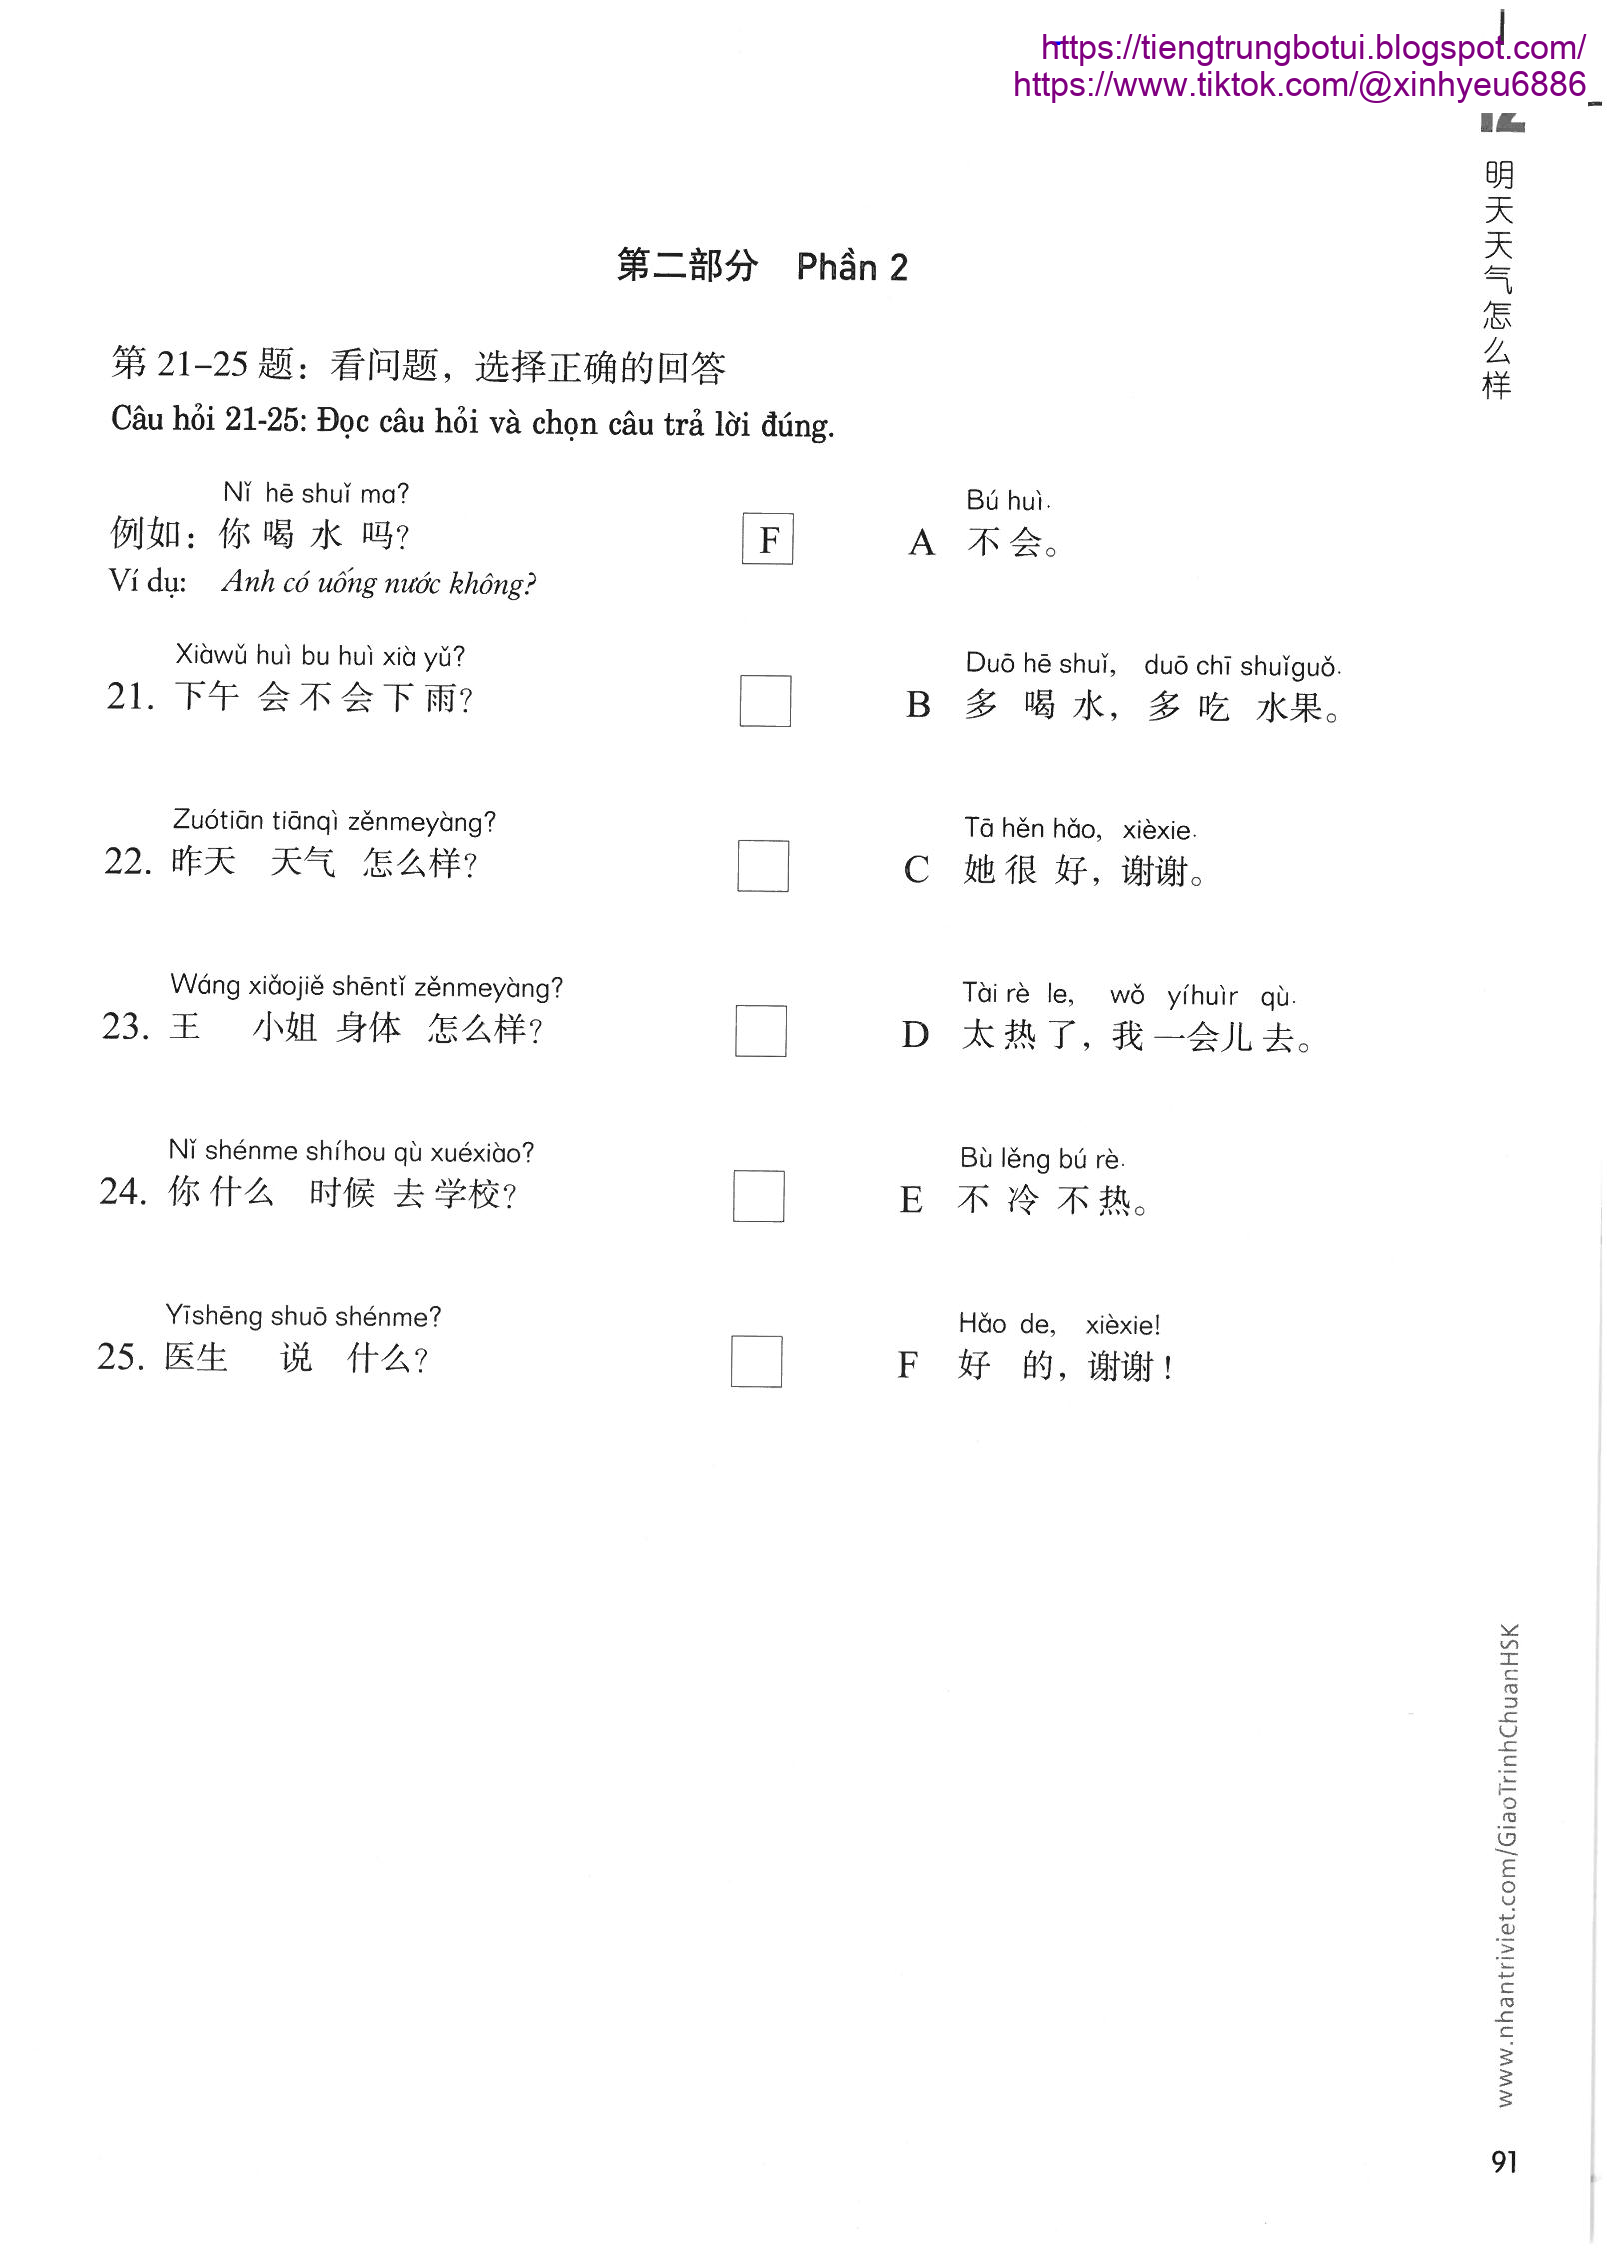 https://tiengtrungbotui.blogspot.com/
https://www.tiktok.com/@xinhyeu6886
12
明天天气怎么样
第二部分 Phần 2
第 21–25 题：看问题，选择正确的回答
Câu hỏi 21-25: Đọc câu hỏi và chọn câu trả lời đúng.
Nǐ hē shuǐ ma?
例如：你喝水吗？
F
Ví dụ: Anh có uống nước không?
Bú huì.
A 不会。
Xiàwǔ huì bu huì xià yǔ?
21. 下午会不会下雨？
Duō hē shuǐ, duō chī shuǐguǒ.
B 多喝水，多吃水果。
Zuótiān tiānqì zěnmeyàng?
22. 昨天天气怎么样？
Tā hěn hǎo, xièxie.
C 她很好，谢谢。
Wáng xiǎojiě shēntǐ zěnmeyàng?
23. 王小姐身体怎么样？
Tài rè le, wǒ yíhuìr qù.
D 太热了，我一会儿去。
Nǐ shénme shíhou qù xuéxiào?
24. 你什么时候去学校？
Bù lěng bú rè.
E 不冷不热。
Yīshēng shuō shénme?
25. 医生说什么？
Hǎo de, xièxie!
F 好的，谢谢！
www.nhantriviet.com/GiaoTrinhChuanHSK
91